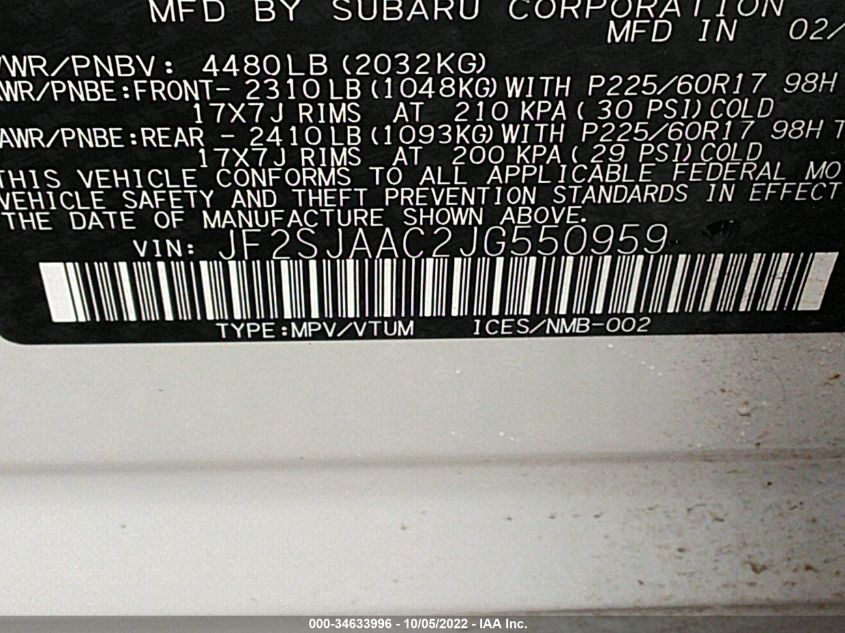 MFD BY SUBARU CORPORATION
MFD IN 02/
VWR/PNBV: 4480LB (2032KG)
AWR/PNBE:FRONT- 2310LB (1048KG) WITH P225/60R17 98H
17X7J RIMS AT 210 KPA (30 PSI) COLD
AWR/PNBE:REAR - 2410LB (1093KG) WITH P225/60R17 98H T
17X7J RIMS AT 200 KPA (29 PSI) COLD
THIS VEHICLE CONFORMS TO ALL APPLICABLE FEDERAL MO
VEHICLE SAFETY AND THEFT PREVENTION STANDARDS IN EFFECT
THE DATE OF MANUFACTURE SHOWN ABOVE.
VIN: JF2SJAAC2JG550959
TYPE:MPV/VTUM ICES/NMB-002
000-34633996 - 10/05/2022 - IAA Inc.